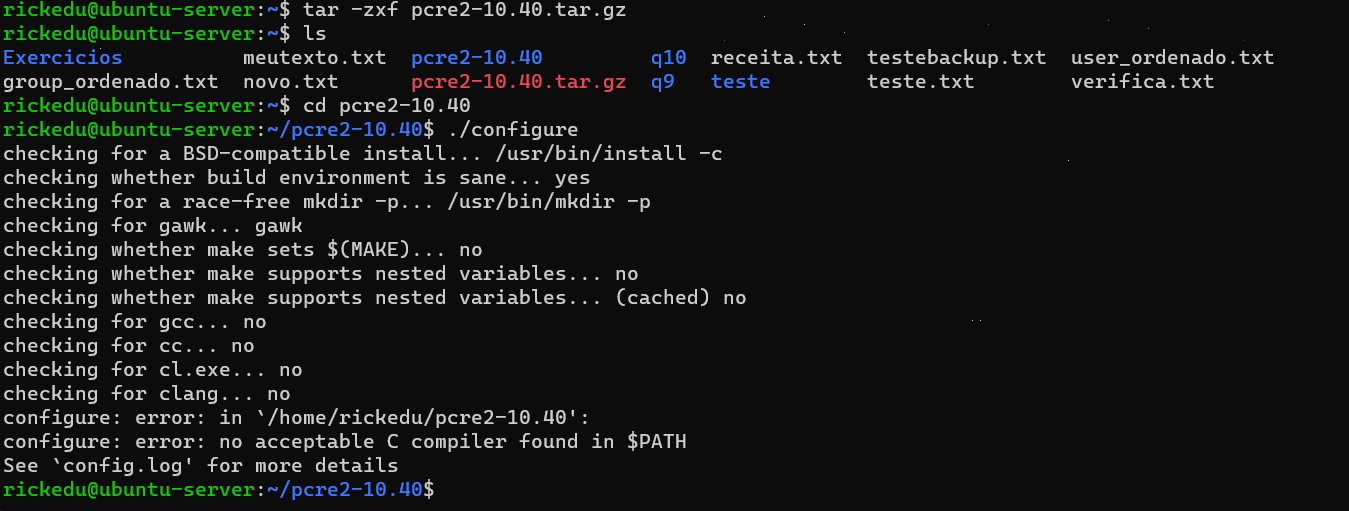 rickedu@ubuntu-server:~$ tar -zxf pcre2-10.40.tar.gz
rickedu@ubuntu-server:~$ ls
Exercicios          meutexto.txt  pcre2-10.40         q10  receita.txt  testebackup.txt  user_ordenado.txt
group_ordenado.txt  novo.txt      pcre2-10.40.tar.gz  q9   teste        teste.txt        verifica.txt
rickedu@ubuntu-server:~$ cd pcre2-10.40
rickedu@ubuntu-server:~/pcre2-10.40$ ./configure
checking for a BSD-compatible install... /usr/bin/install -c
checking whether build environment is sane... yes
checking for a race-free mkdir -p... /usr/bin/mkdir -p
checking for gawk... gawk
checking whether make sets $(MAKE)... no
checking whether make supports nested variables... no
checking whether make supports nested variables... (cached) no
checking for gcc... no
checking for cc... no
checking for cl.exe... no
checking for clang... no
configure: error: in `/home/rickedu/pcre2-10.40':
configure: error: no acceptable C compiler found in $PATH
See `config.log' for more details
rickedu@ubuntu-server:~/pcre2-10.40$